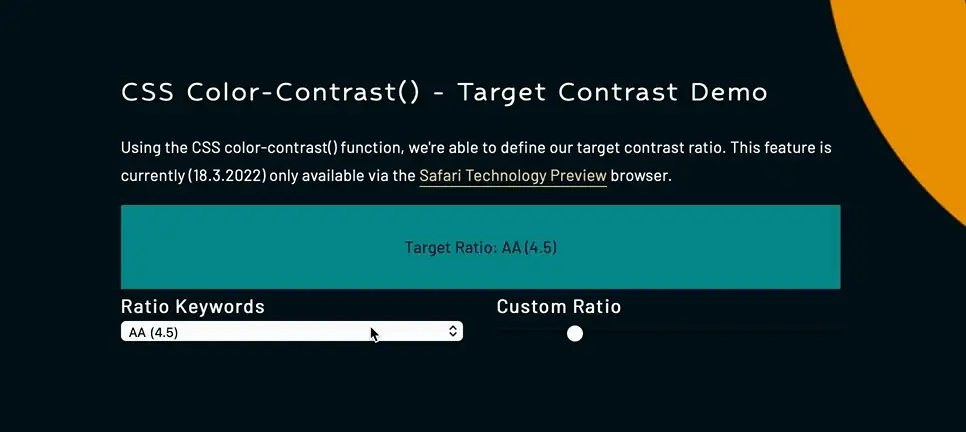 CSS Color-Contrast() - Target Contrast Demo
Using the CSS color-contrast() function, we're able to define our target contrast ratio. This feature is
currently (18.3.2022) only available via the Safari Technology Preview browser.
Target Ratio: AA (4.5)
Ratio Keywords
Custom Ratio
AA (4.5)